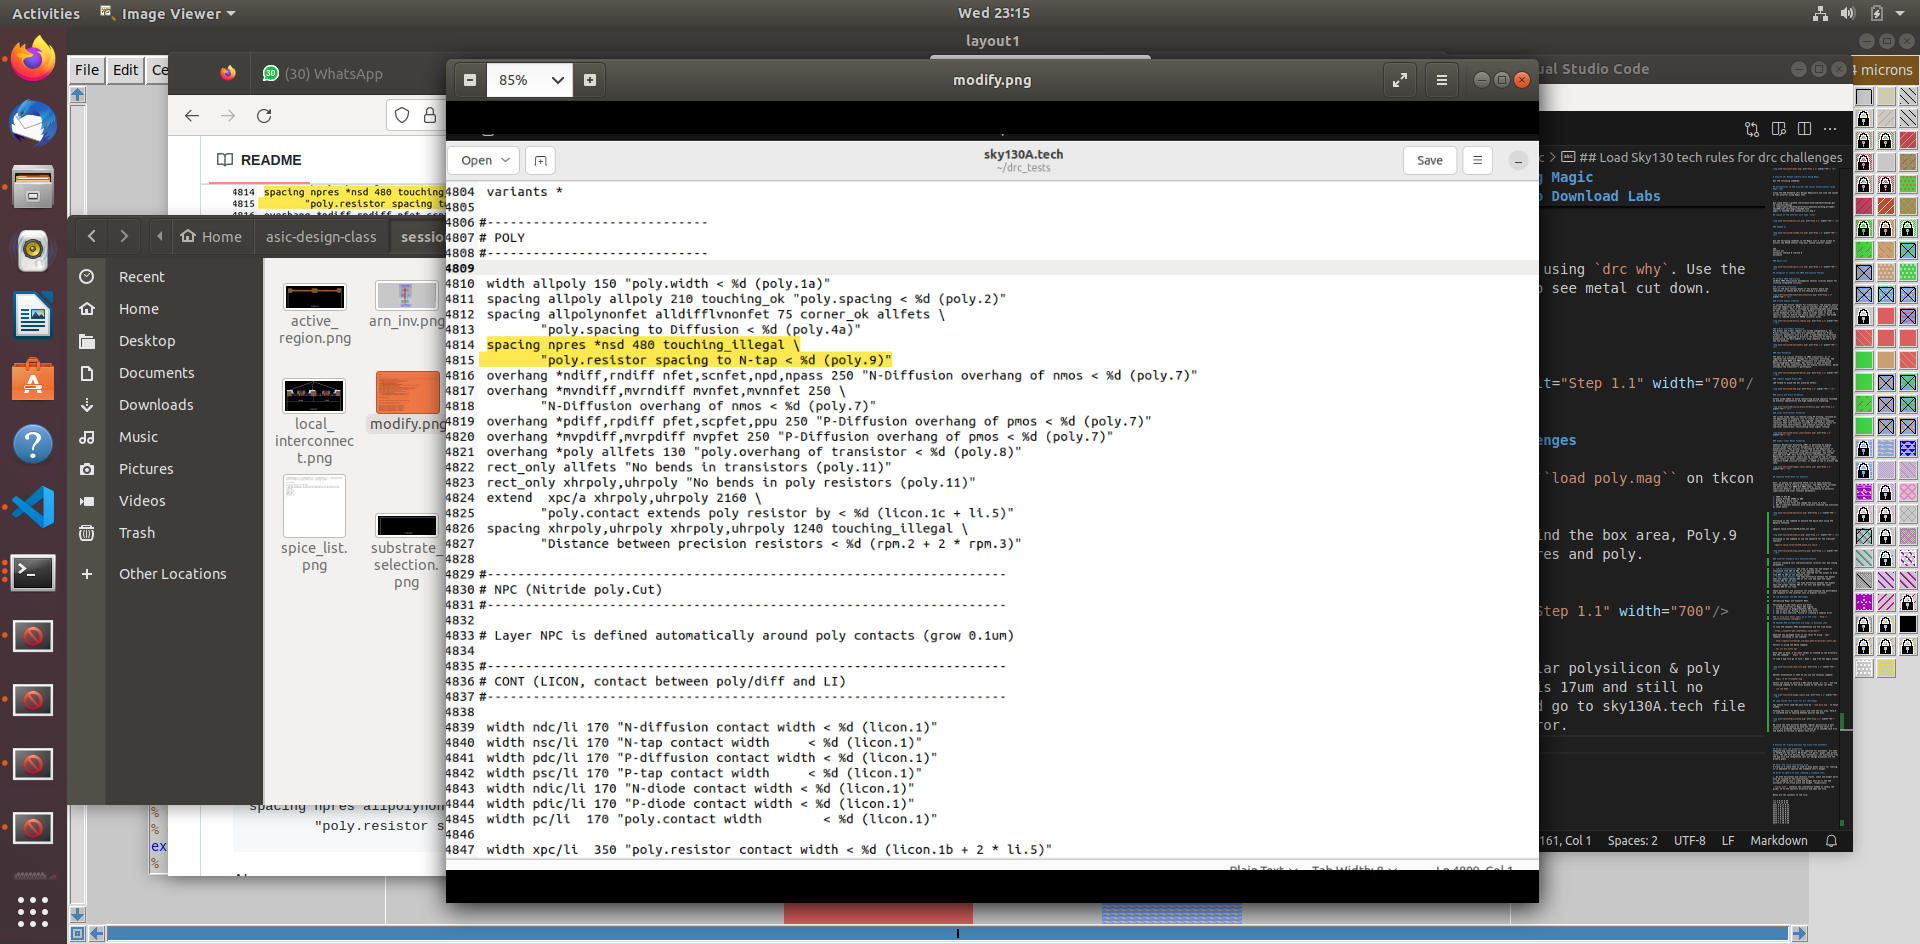 Activities
Image Viewer
Wed 23:15
layout1
File
Edit
(30) WhatsApp
README
4814 spacing npres *nsd 480 touching
4815 "poly.resistor spacing t
Home
asic-design-class
sessio
Recent
Home
Desktop
Documents
Downloads
Music
Pictures
Videos
Trash
Other Locations
active_
region.png
arn_inv.png
local_
interconnec
t.png
modify.png
spice_list.
png
substrate_
selection.
png
spacing npres allpolynon
"poly.resistor s
%
%
ex
%
85%
modify.png
Open
sky130A.tech
~/drc_tests
Save
4804 variants *
4805
4806 #-----------------------------
4807 # POLY
4808 #-----------------------------
4809
4810 width allpoly 150 "poly.width < %d (poly.1a)"
4811 spacing allpoly allpoly 210 touching_ok "poly.spacing < %d (poly.2)"
4812 spacing allpolynonfet alldifflvnonfet 75 corner_ok allfets \
4813 "poly.spacing to Diffusion < %d (poly.4a)"
4814 spacing npres *nsd 480 touching_illegal \
4815 "poly.resistor spacing to N-tap < %d (poly.9)"
4816 overhang *ndiff,rndiff nfet,scnfet,npd,npass 250 "N-Diffusion overhang of nmos < %d (poly.7)"
4817 overhang *mvndiff,mvrndiff mvnfet,mvnnfet 250 \
4818 "N-Diffusion overhang of nmos < %d (poly.7)"
4819 overhang *pdiff,rpdiff pfet,scpfet,ppu 250 "P-Diffusion overhang of pmos < %d (poly.7)"
4820 overhang *mvpdiff,mvrpdiff mvpfet 250 "P-Diffusion overhang of pmos < %d (poly.7)"
4821 overhang *poly allfets 130 "poly.overhang of transistor < %d (poly.8)"
4822 rect_only allfets "No bends in transistors (poly.11)"
4823 rect_only xhrpoly,uhrpoly "No bends in poly resistors (poly.11)"
4824 extend xpc/a xhrpoly,uhrpoly 2160 \
4825 "poly.contact extends poly resistor by < %d (licon.1c + li.5)"
4826 spacing xhrpoly,uhrpoly xhrpoly,uhrpoly 1240 touching_illegal \
4827 "Distance between precision resistors < %d (rpm.2 + 2 * rpm.3)"
4828
4829 #--------------------------------------------------------------------
4830 # NPC (Nitride poly.Cut)
4831 #--------------------------------------------------------------------
4832
4833 # Layer NPC is defined automatically around poly contacts (grow 0.1um)
4834
4835 #--------------------------------------------------------------------
4836 # CONT (LICON, contact between poly/diff and LI)
4837 #--------------------------------------------------------------------
4838
4839 width ndc/li 170 "N-diffusion contact width < %d (licon.1)"
4840 width nsc/li 170 "N-tap contact width < %d (licon.1)"
4841 width pdc/li 170 "P-diffusion contact width < %d (licon.1)"
4842 width psc/li 170 "P-tap contact width < %d (licon.1)"
4843 width ndic/li 170 "N-diode contact width < %d (licon.1)"
4844 width pdic/li 170 "P-diode contact width < %d (licon.1)"
4845 width pc/li 170 "poly.contact width < %d (licon.1)"
4846
4847 width xpc/li 350 "poly.resistor contact width < %d (licon.1b + 2 * li.5)"
ual Studio Code
microns
## Load Sky130 tech rules for drc challenges
Magic
Download Labs
using `drc why`. Use the
see metal cut down.
lt="Step 1.1" width="700"/
enges
``load poly.mag`` on tkcon
nd the box area, Poly.9
res and poly.
Step 1.1" width="700"/>
lar polysilicon & poly
is 17um and still no
d go to sky130A.tech file
ror.
161, Col 1
Spaces: 2
UTF-8
LF
Markdown